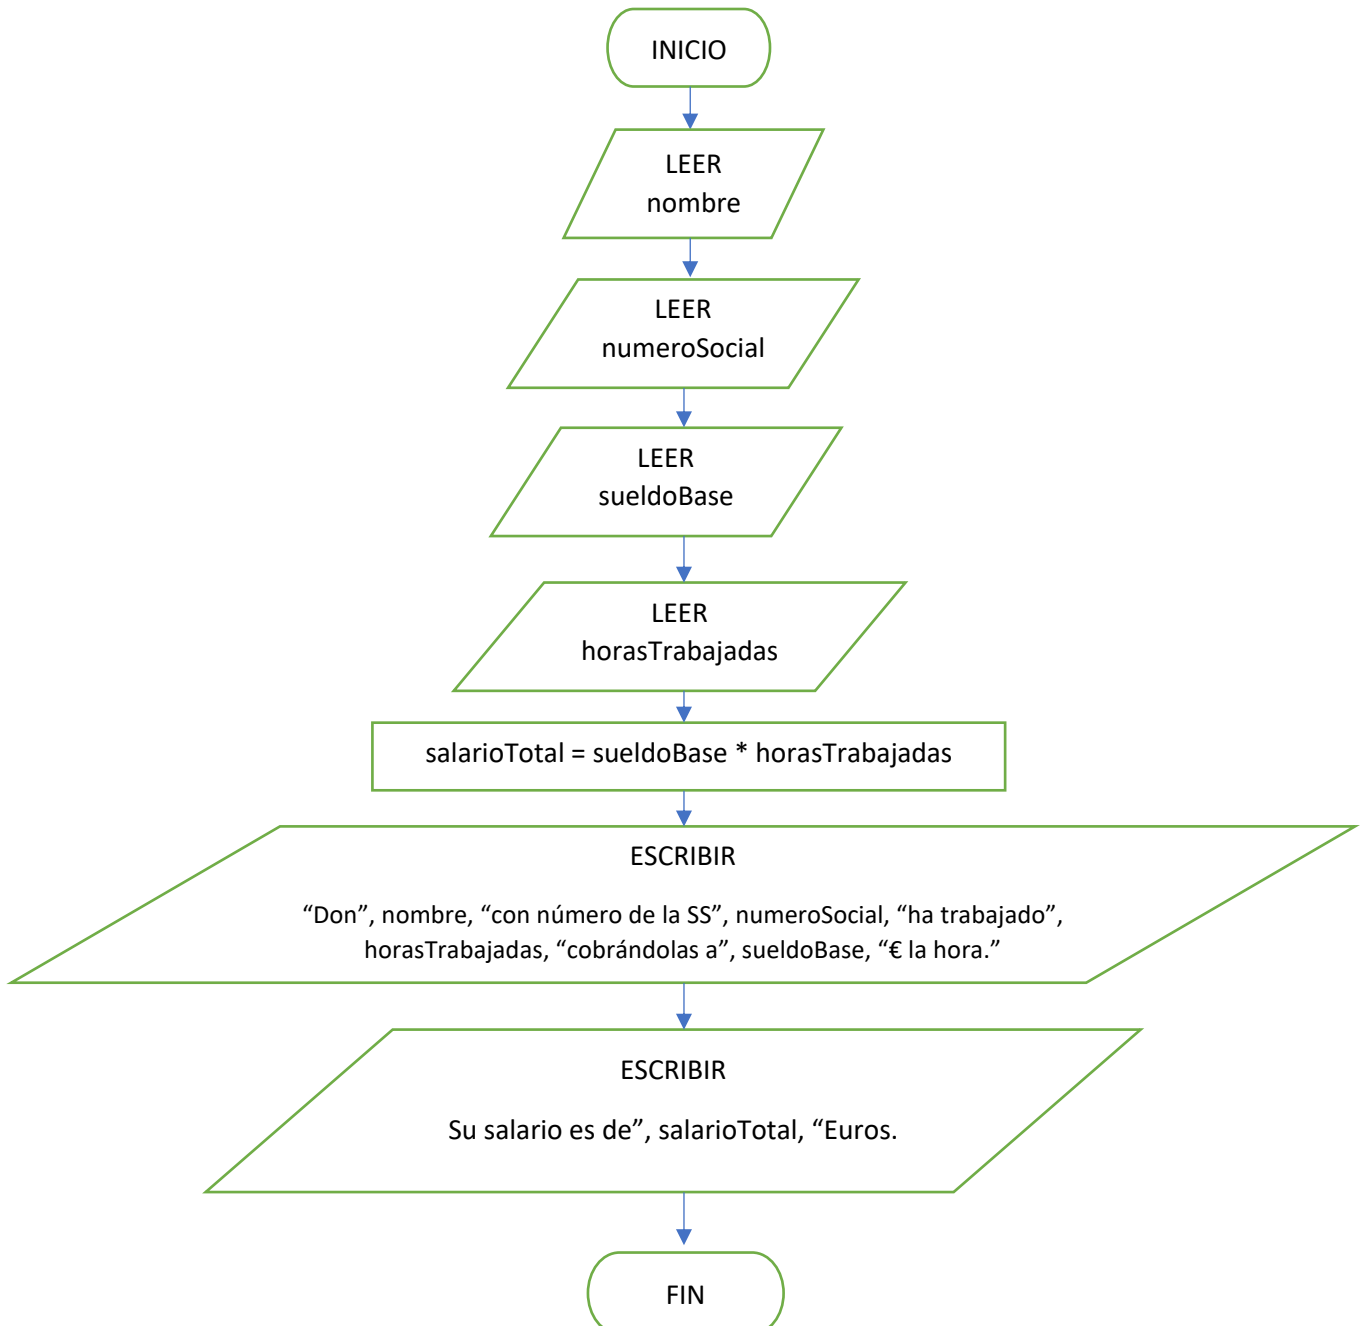 INICIO
LEER
nombre
LEER
numeroSocial
LEER
sueldoBase
LEER
horasTrabajadas
salarioTotal = sueldoBase * horasTrabajadas
ESCRIBIR
“Don”, nombre, “con número de la SS”, numeroSocial, “ha trabajado”,
horasTrabajadas, “cobrándolas a”, sueldoBase, “€ la hora.”
ESCRIBIR
Su salario es de”, salarioTotal, “Euros.
FIN